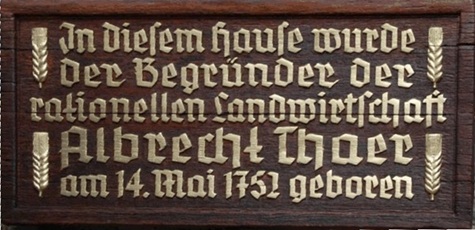 In diesem Hause wurde
der Begründer der
rationellen Landwirtschaft
Albrecht Thaer
am 14. Mai 1752 geboren